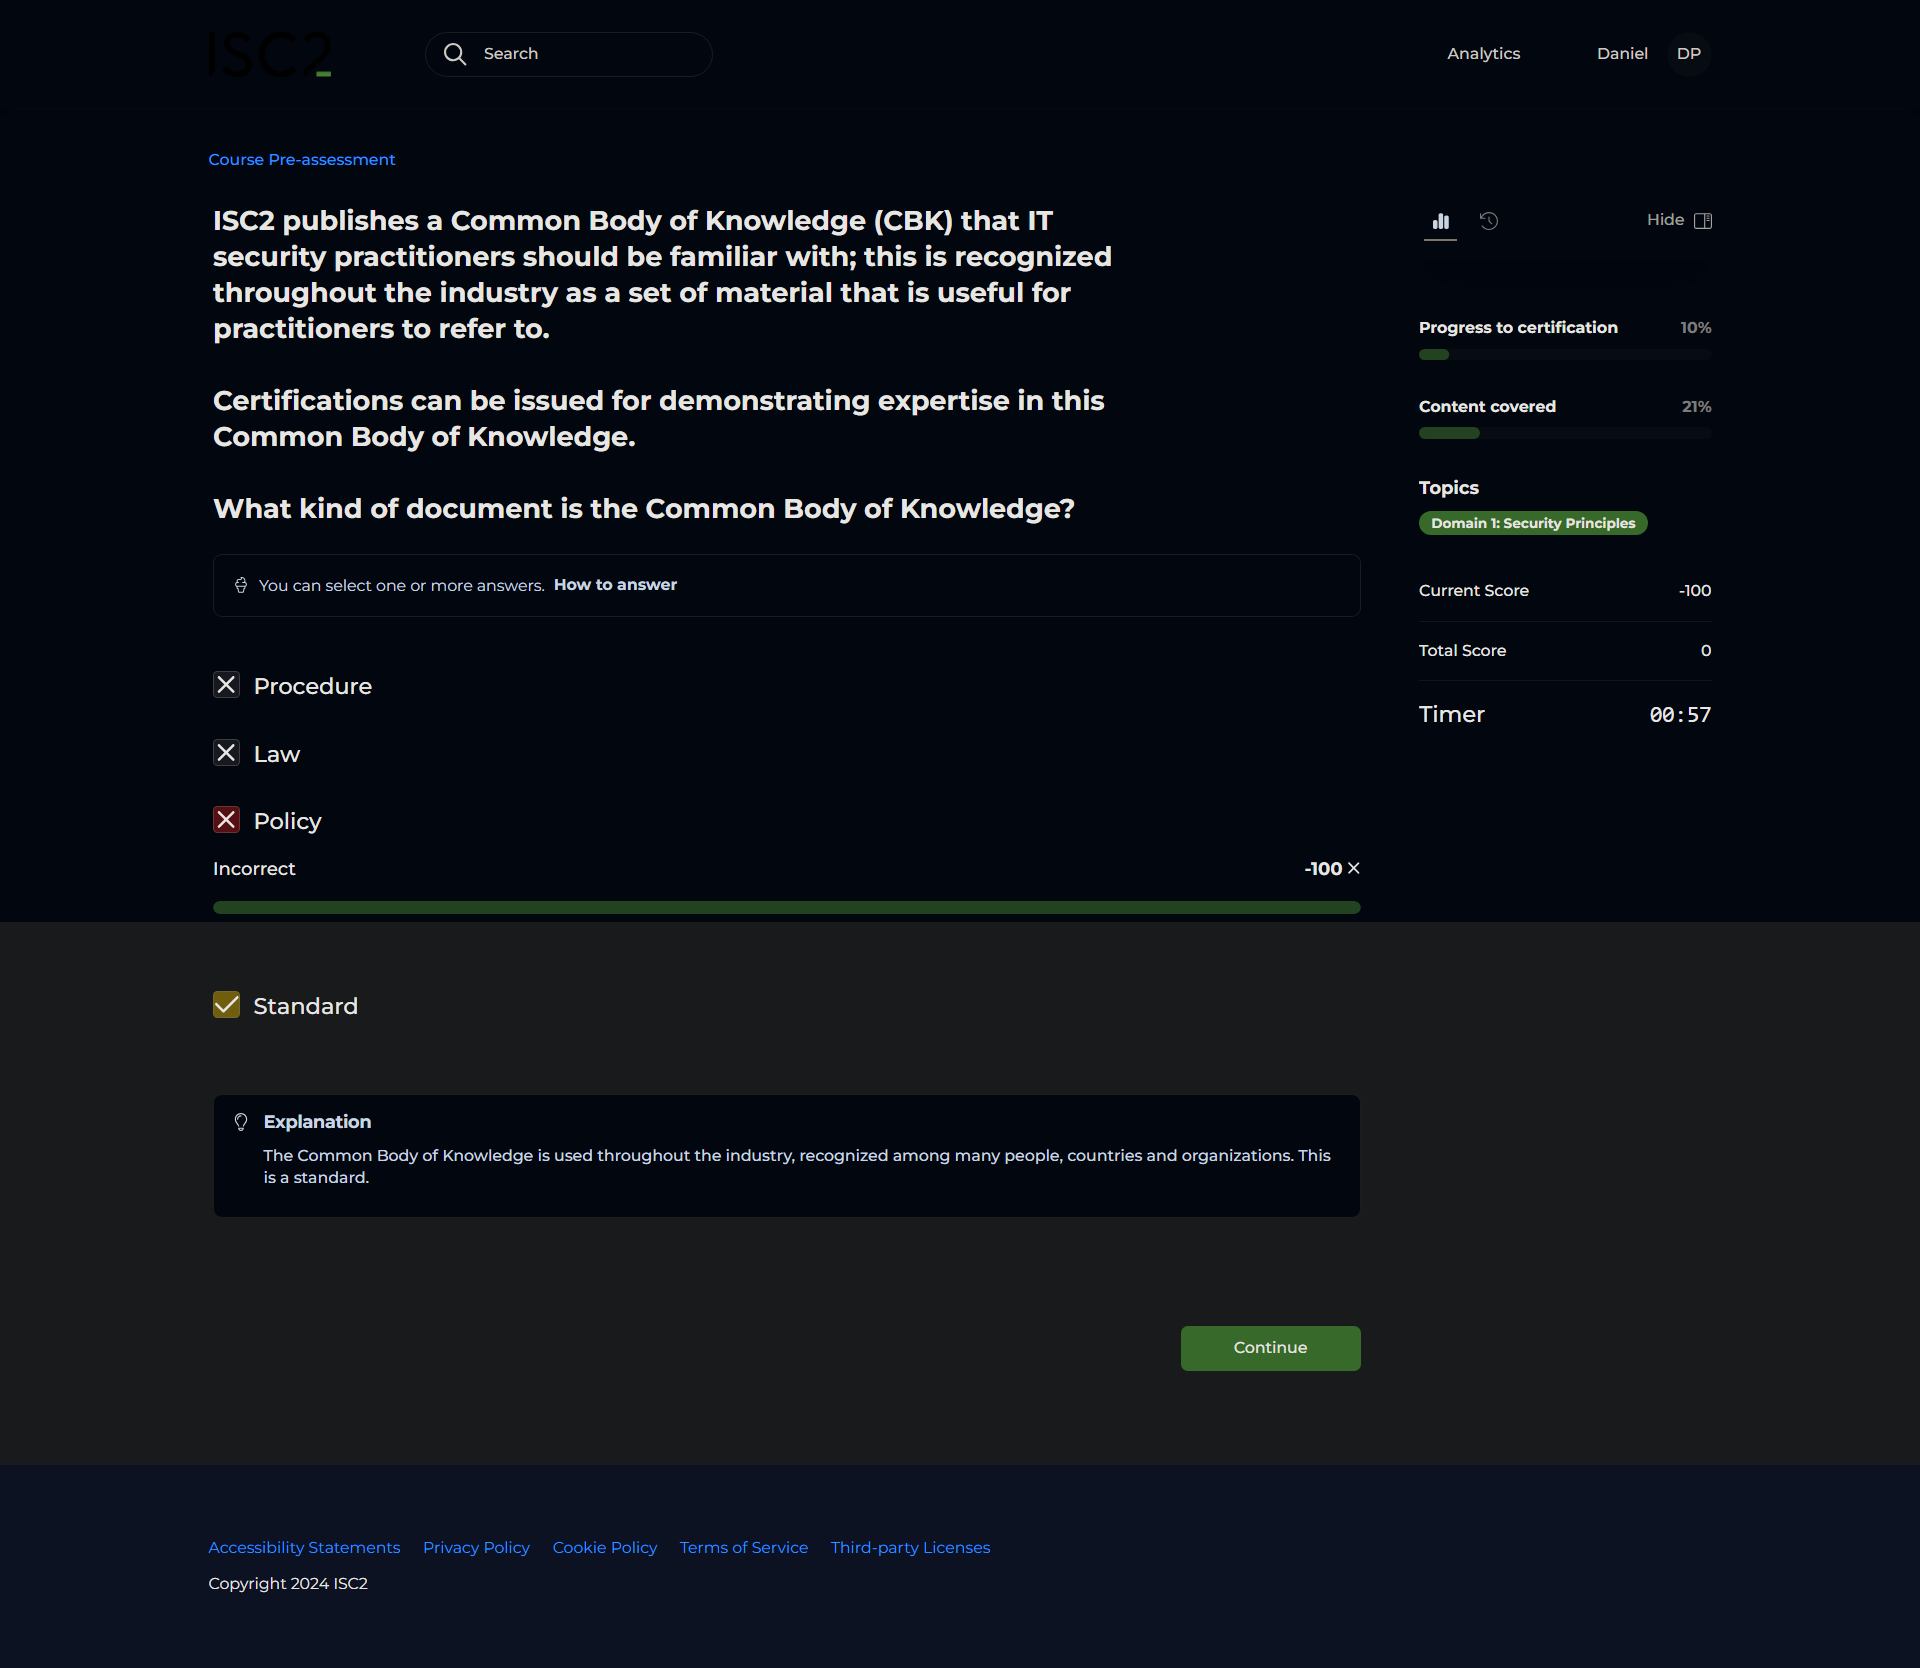 ISC2
Search
Analytics
Daniel
DP
Course Pre-assessment
ISC2 publishes a Common Body of Knowledge (CBK) that IT
security practitioners should be familiar with; this is recognized
throughout the industry as a set of material that is useful for
practitioners to refer to.
Certifications can be issued for demonstrating expertise in this
Common Body of Knowledge.
What kind of document is the Common Body of Knowledge?
You can select one or more answers. How to answer
Procedure
Law
Policy
Incorrect
-100
Standard
Explanation
The Common Body of Knowledge is used throughout the industry, recognized among many people, countries and organizations. This
is a standard.
Continue
Hide
Progress to certification 10%
Content covered 21%
Topics
Domain 1: Security Principles
Current Score -100
Total Score 0
Timer 00:57
Accessibility Statements Privacy Policy Cookie Policy Terms of Service Third-party Licenses
Copyright 2024 ISC2